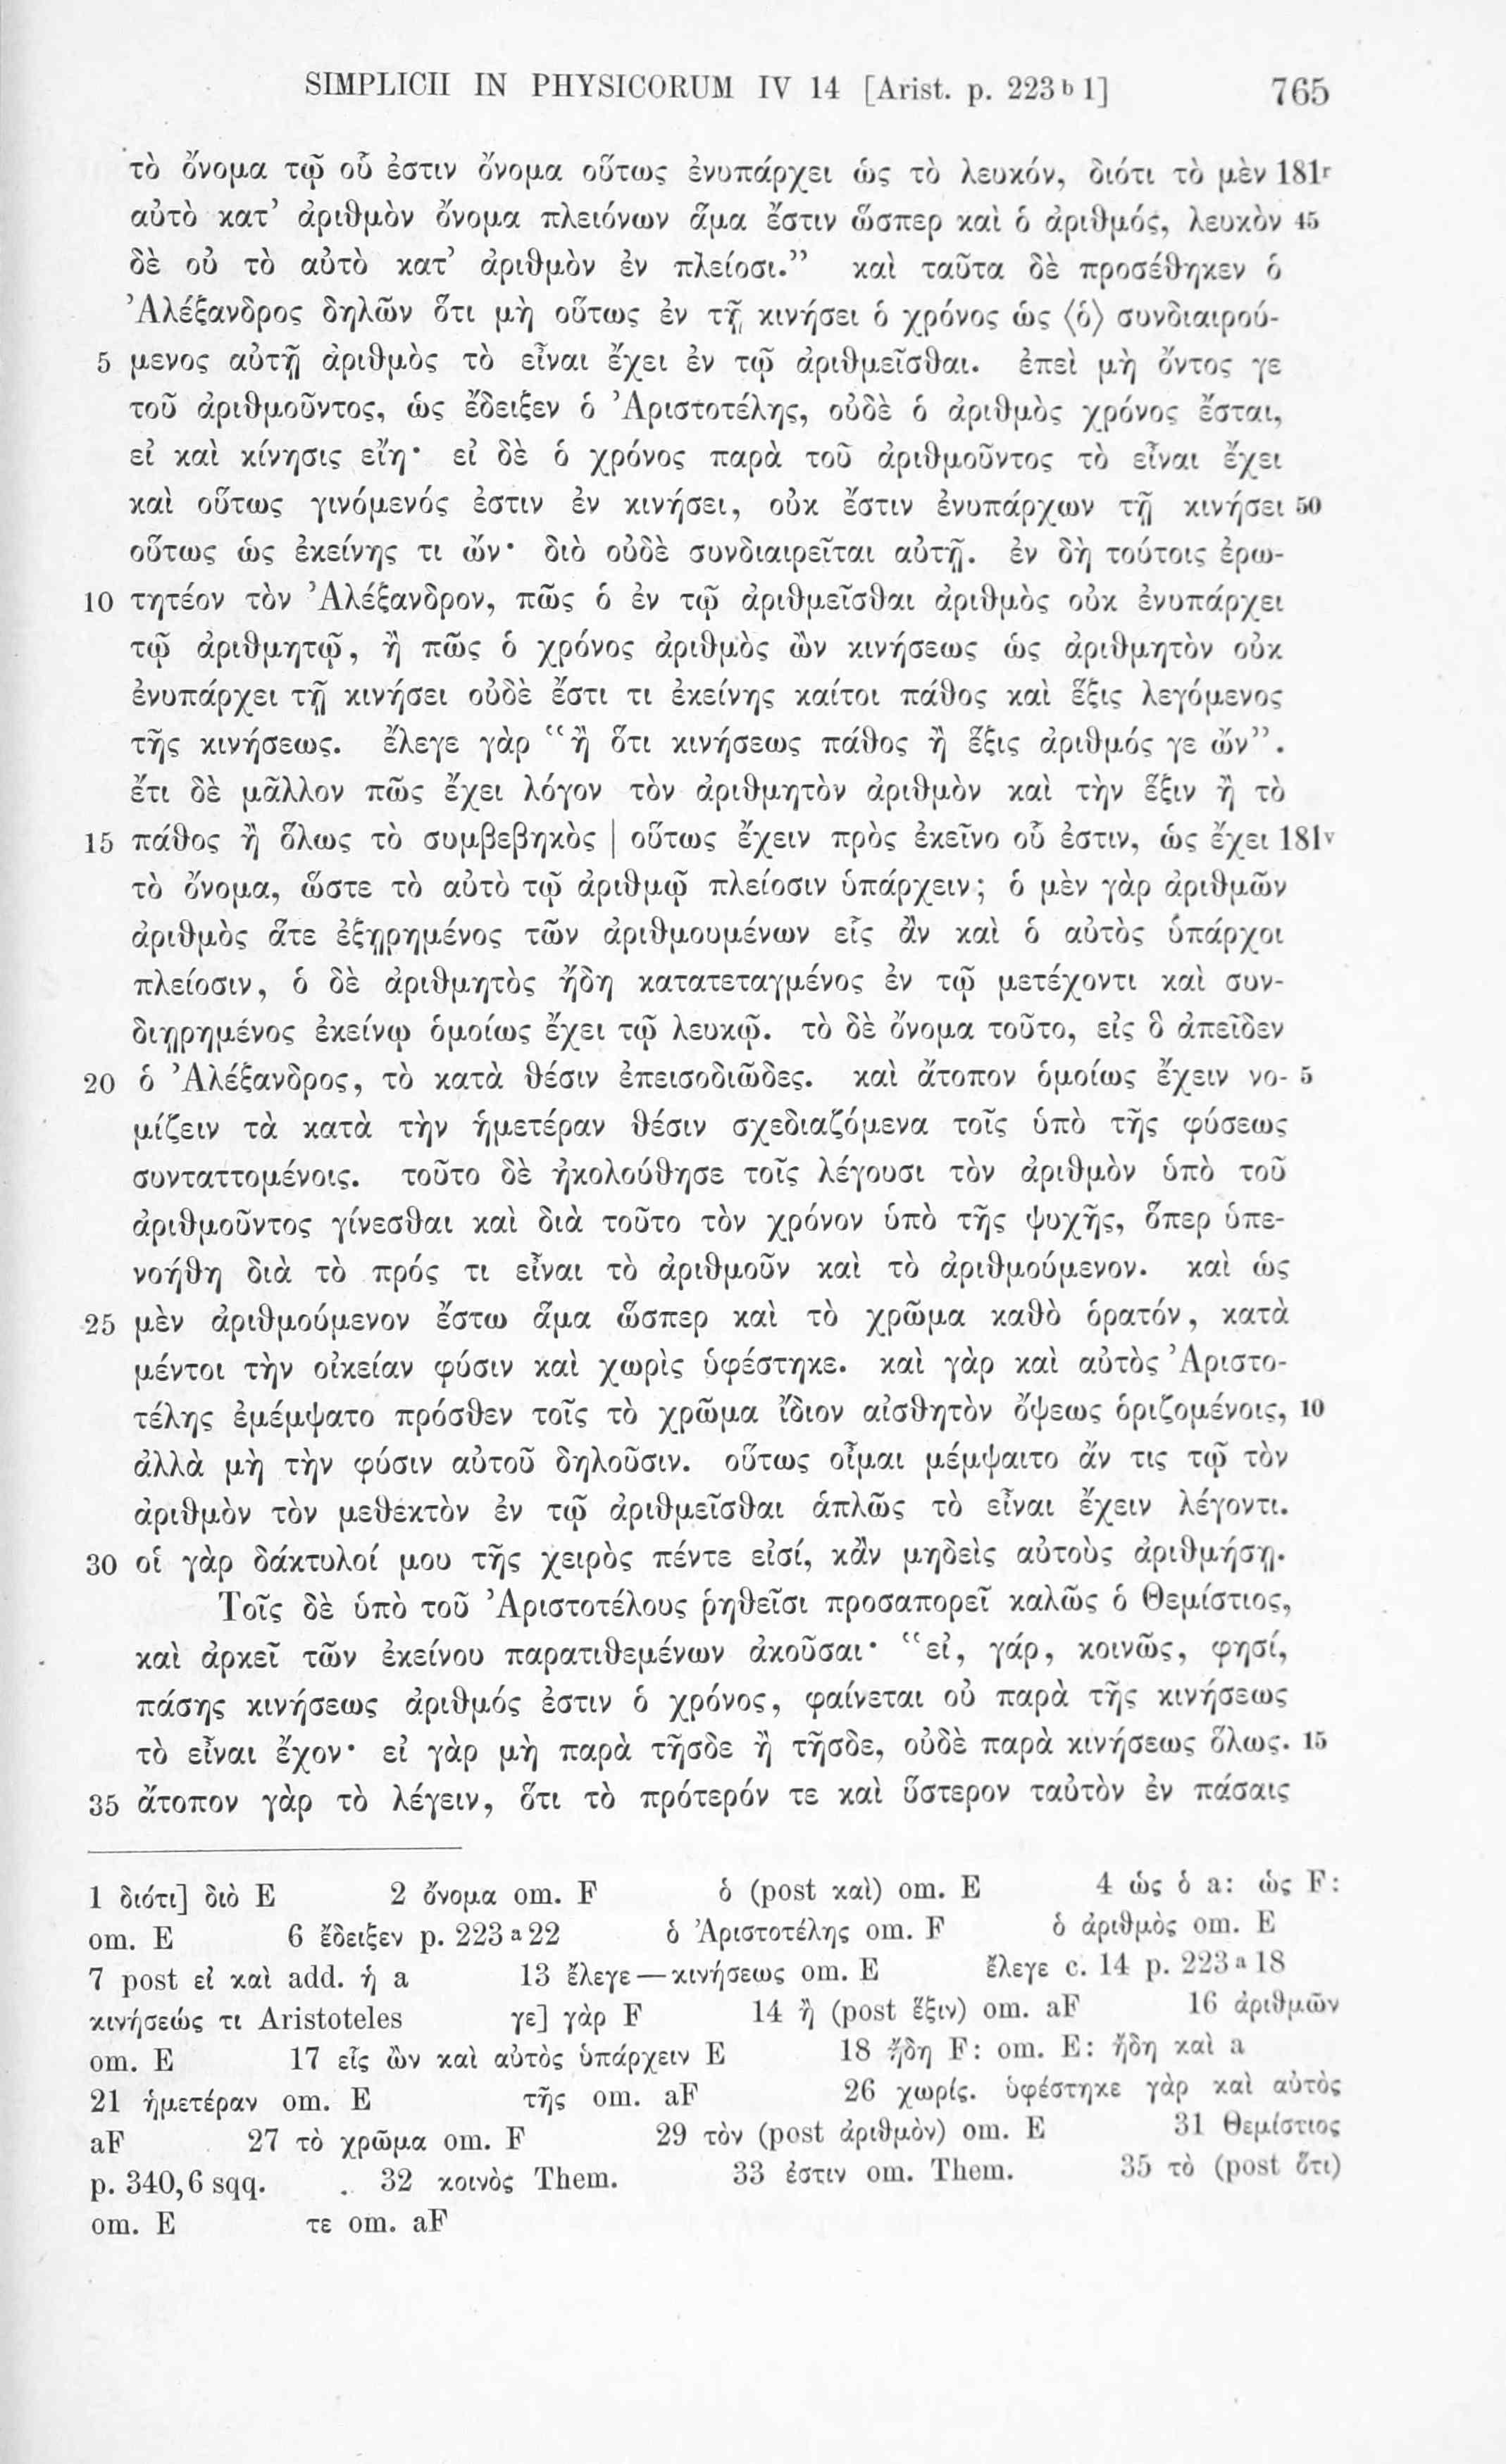 SIMPLICII IN PHYSICORUM IV 14 [Arist. p. 223 b 1] 765
τὸ ὄνομα τῷ οὗ ἐστιν ὄνομα οὕτως ἐνυπάρχει ὡς τὸ λευκόν, διότι τὸ μὲν 181r
αὐτὸ κατ’ ἀριθμὸν ὄνομα πλειόνων ἅμα ἔστιν ὥσπερ καὶ ὁ ἀριθμός, λευκὸν 45
δὲ οὐ τὸ αὐτὸ κατ’ ἀριθμὸν ἐν πλείοσι.” καὶ ταῦτα δὲ προσέθηκεν ὁ
Ἀλέξανδρος δηλῶν ὅτι μὴ οὕτως ἐν τῇ κινήσει ὁ χρόνος ὡς ⟨ὁ⟩ συνδιαιρού-
5 μενος αὐτῇ ἀριθμὸς τὸ εἶναι ἔχει ἐν τῷ ἀριθμεῖσθαι. ἐπεὶ μὴ ὄντος γε
τοῦ ἀριθμοῦντος, ὡς ἔδειξεν ὁ Ἀριστοτέλης, οὐδὲ ὁ ἀριθμὸς χρόνος ἔσται,
εἰ καὶ κίνησις εἴη· εἰ δὲ ὁ χρόνος παρὰ τοῦ ἀριθμοῦντος τὸ εἶναι ἔχει
καὶ οὕτως γινόμενός ἐστιν ἐν κινήσει, οὐκ ἔστιν ἐνυπάρχων τῇ κινήσει 50
οὕτως ὡς ἐκείνης τι ὤν· διὸ οὐδὲ συνδιαιρεῖται αὐτῇ. ἐν δὴ τούτοις ἐρω-
10 τητέον τὸν Ἀλέξανδρον, πῶς ὁ ἐν τῷ ἀριθμεῖσθαι ἀριθμὸς οὐκ ἐνυπάρχει
τῷ ἀριθμητῷ, ἢ πῶς ὁ χρόνος ἀριθμὸς ὢν κινήσεως ὡς ἀριθμητὸν οὐκ
ἐνυπάρχει τῇ κινήσει οὐδὲ ἔστι τι ἐκείνης καίτοι πάθος καὶ ἕξις λεγόμενος
τῆς κινήσεως. ἔλεγε γὰρ “ἢ ὅτι κινήσεως πάθος ἢ ἕξις ἀριθμός γε ὤν”.
ἔτι δὲ μᾶλλον πῶς ἔχει λόγον τὸν ἀριθμητὸν ἀριθμὸν καὶ τὴν ἕξιν ἢ τὸ
15 πάθος ἢ ὅλως τὸ συμβεβηκὸς | οὕτως ἔχειν πρὸς ἐκεῖνο οὗ ἐστιν, ὡς ἔχει 181v
τὸ ὄνομα, ὥστε τὸ αὐτὸ τῷ ἀριθμῷ πλείοσιν ὑπάρχειν; ὁ μὲν γὰρ ἀριθμῶν
ἀριθμὸς ἅτε ἐξῃρημένος τῶν ἀριθμουμένων εἷς ἂν καὶ ὁ αὐτὸς ὑπάρχοι
πλείοσιν, ὁ δὲ ἀριθμητὸς ἤδη κατατεταγμένος ἐν τῷ μετέχοντι καὶ συν-
διῃρημένος ἐκείνῳ ὁμοίως ἔχει τῷ λευκῷ. τὸ δὲ ὄνομα τοῦτο, εἰς ὃ ἀπεῖδεν
20 ὁ Ἀλέξανδρος, τὸ κατὰ θέσιν ἐπεισοδιῶδες. καὶ ἄτοπον ὁμοίως ἔχειν νο- 5
μίζειν τὰ κατὰ τὴν ἡμετέραν θέσιν σχεδιαζόμενα τοῖς ὑπὸ τῆς φύσεως
συνταττομένοις. τοῦτο δὲ ἠκολούθησε τοῖς λέγουσι τὸν ἀριθμὸν ὑπὸ τοῦ
ἀριθμοῦντος γίνεσθαι καὶ διὰ τοῦτο τὸν χρόνον ὑπὸ τῆς ψυχῆς, ὅπερ ὑπε-
νοήθη διὰ τὸ πρός τι εἶναι τὸ ἀριθμοῦν καὶ τὸ ἀριθμούμενον. καὶ ὡς
25 μὲν ἀριθμούμενον ἔστω ἅμα ὥσπερ καὶ τὸ χρῶμα καθὸ ὁρατόν, κατὰ
μέντοι τὴν οἰκείαν φύσιν καὶ χωρὶς ὑφέστηκε. καὶ γὰρ καὶ αὐτὸς Ἀριστο-
τέλης ἐμέμψατο πρόσθεν τοῖς τὸ χρῶμα ἴδιον αἰσθητὸν ὄψεως ὁριζομένοις, 10
ἀλλὰ μὴ τὴν φύσιν αὐτοῦ δηλοῦσιν. οὕτως οἶμαι μέμψαιτο ἄν τις τῷ τὸν
ἀριθμὸν τὸν μεθεκτὸν ἐν τῷ ἀριθμεῖσθαι ἁπλῶς τὸ εἶναι ἔχειν λέγοντι.
30 οἱ γὰρ δάκτυλοί μου τῆς χειρὸς πέντε εἰσί, κἂν μηδεὶς αὐτοὺς ἀριθμήσῃ.
Τοῖς δὲ ὑπὸ τοῦ Ἀριστοτέλους ῥηθεῖσι προσαπορεῖ καλῶς ὁ Θεμίστιος,
καὶ ἀρκεῖ τῶν ἐκείνου παρατιθεμένων ἀκοῦσαι· “εἰ, γάρ, κοινῶς, φησί,
πάσης κινήσεως ἀριθμός ἐστιν ὁ χρόνος, φαίνεται οὐ παρὰ τῆς κινήσεως
τὸ εἶναι ἔχον· εἰ γὰρ μὴ παρὰ τῆσδε ἢ τῆσδε, οὐδὲ παρὰ κινήσεως ὅλως. 15
35 ἄτοπον γὰρ τὸ λέγειν, ὅτι τὸ πρότερόν τε καὶ ὕστερον ταὐτὸν ἐν πάσαις
1 διότι] διὸ E 2 ὄνομα om. F ὁ (post καὶ) om. E 4 ὡς ὁ a: ὡς F:
om. E 6 ἔδειξεν p. 223 a 22 ὁ Ἀριστοτέλης om. F ὁ ἀριθμὸς om. E
7 post εἰ καὶ add. ἡ a 13 ἔλεγε — κινήσεως om. E ἔλεγε c. 14 p. 223 a 18
κινήσεώς τι Aristoteles γε] γὰρ F 14 ἢ (post ἕξιν) om. aF 16 ἀριθμῶν
om. E 17 εἷς ὢν καὶ αὐτὸς ὑπάρχειν E 18 ἤδη F: om. E: ἤδη καὶ a
21 ἡμετέραν om. E τῆς om. aF 26 χωρίς. ὑφέστηκε γὰρ καὶ αὐτὸς
aF 27 τὸ χρῶμα om. F 29 τὸν (post ἀριθμὸν) om. E 31 Θεμίστιος
p. 340,6 sqq. 32 κοινὸς Them. 33 ἐστιν om. Them. 35 τὸ (post ὅτι)
om. E τε om. aF